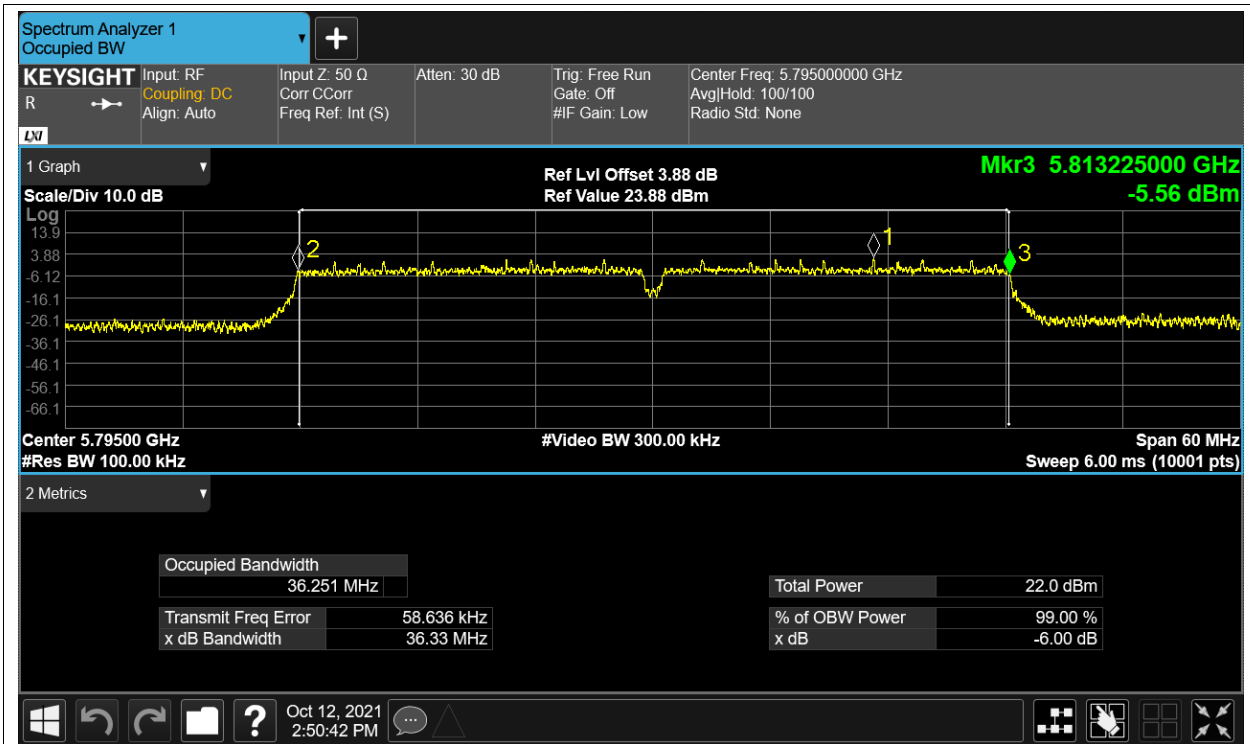 Spectrum Analyzer 1
Occupied BW
KEYSIGHT
R
LXI
Input: RF
Coupling: DC
Align: Auto
Input Z: 50 Ω
Corr CCorr
Freq Ref: Int (S)
Atten: 30 dB
Trig: Free Run
Gate: Off
#IF Gain: Low
Center Freq: 5.795000000 GHz
Avg|Hold: 100/100
Radio Std: None
1 Graph
Scale/Div 10.0 dB
Ref Lvl Offset 3.88 dB
Ref Value 23.88 dBm
Mkr3 5.813225000 GHz
-5.56 dBm
Log
13.9
3.88
-6.12
-16.1
-26.1
-36.1
-46.1
-56.1
-66.1
2
1
3
Center 5.79500 GHz
#Res BW 100.00 kHz
#Video BW 300.00 kHz
Span 60 MHz
Sweep 6.00 ms (10001 pts)
2 Metrics
Occupied Bandwidth
36.251 MHz
Transmit Freq Error 58.636 kHz
x dB Bandwidth 36.33 MHz
Total Power 22.0 dBm
% of OBW Power 99.00 %
x dB -6.00 dB
?
Oct 12, 2021
2:50:42 PM